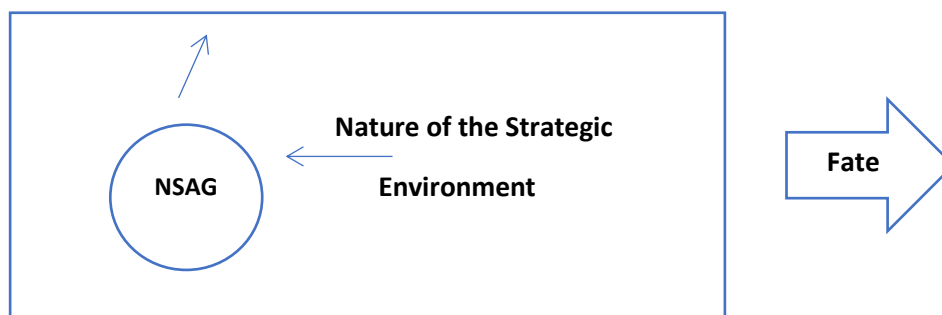 Nature of the Strategic
Environment
NSAG
Fate